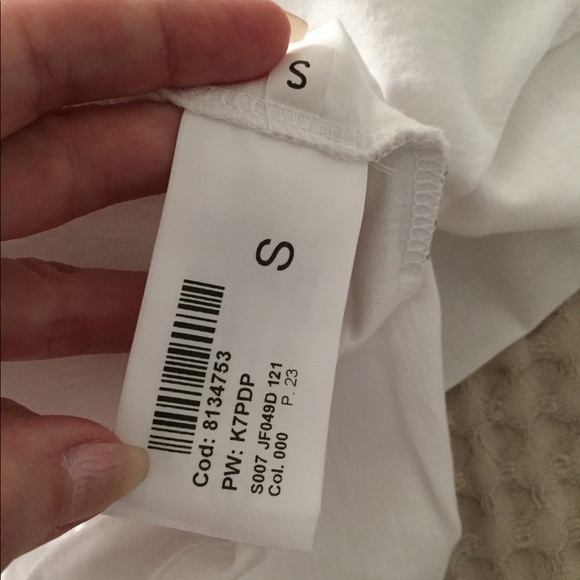 S
S
Cod: 8134753
PW: K7PDP
S007 JF049D 121
Col. 000 P. 23